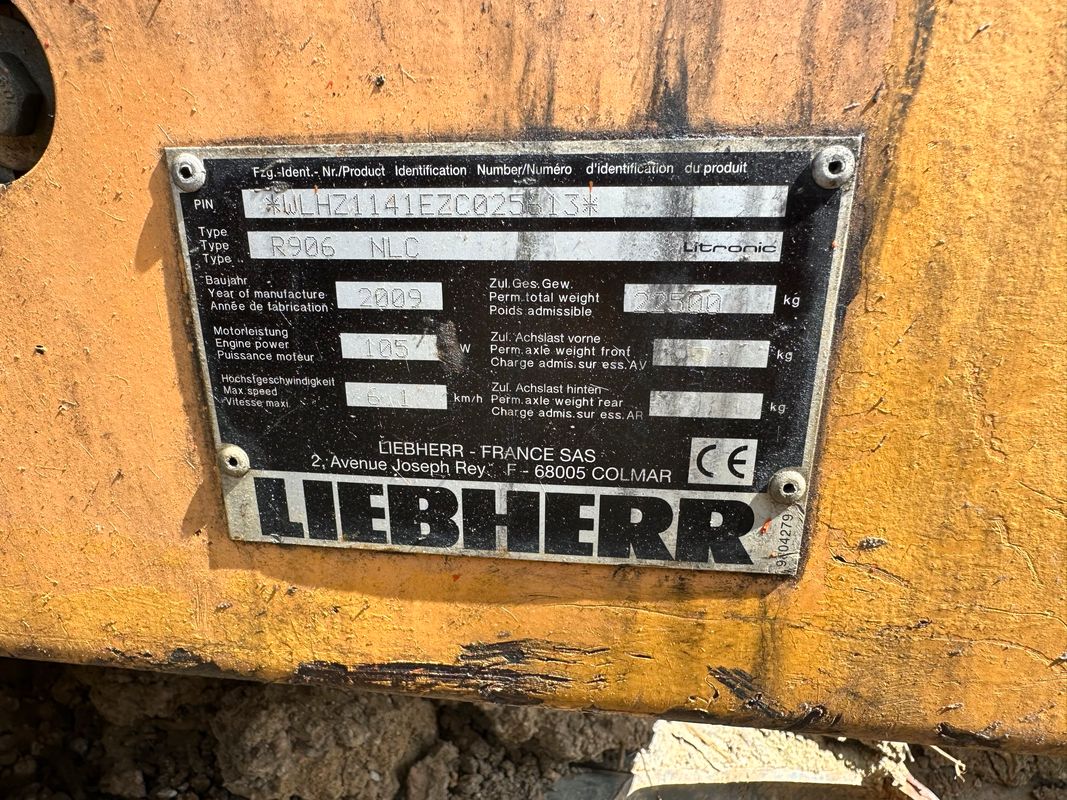 Fzg.-Ident.- Nr./Product Identification Number/Numéro d'identification du produit
PIN
Type R906 NLC Litronic
Type
Type
Baujahr
Year of manufacture 2009
Année de fabrication
Zul.Ges.Gew.
Perm.total weight 22500 kg
Poids admissible
Motorleistung
Engine power 105 W
Puissance moteur
Zul. Achslast vorne
Perm.axle weight front kg
Charge admis.sur ess.AV
Höchstgeschwindigkeit
Max.speed 6.1 km/h
Vitesse maxi.
Zul. Achslast hinten
Perm.axle weight rear kg
Charge admis.sur ess.AR
LIEBHERR - FRANCE SAS
2, Avenue Joseph Rey F - 68005 COLMAR
CE
LIEBHERR